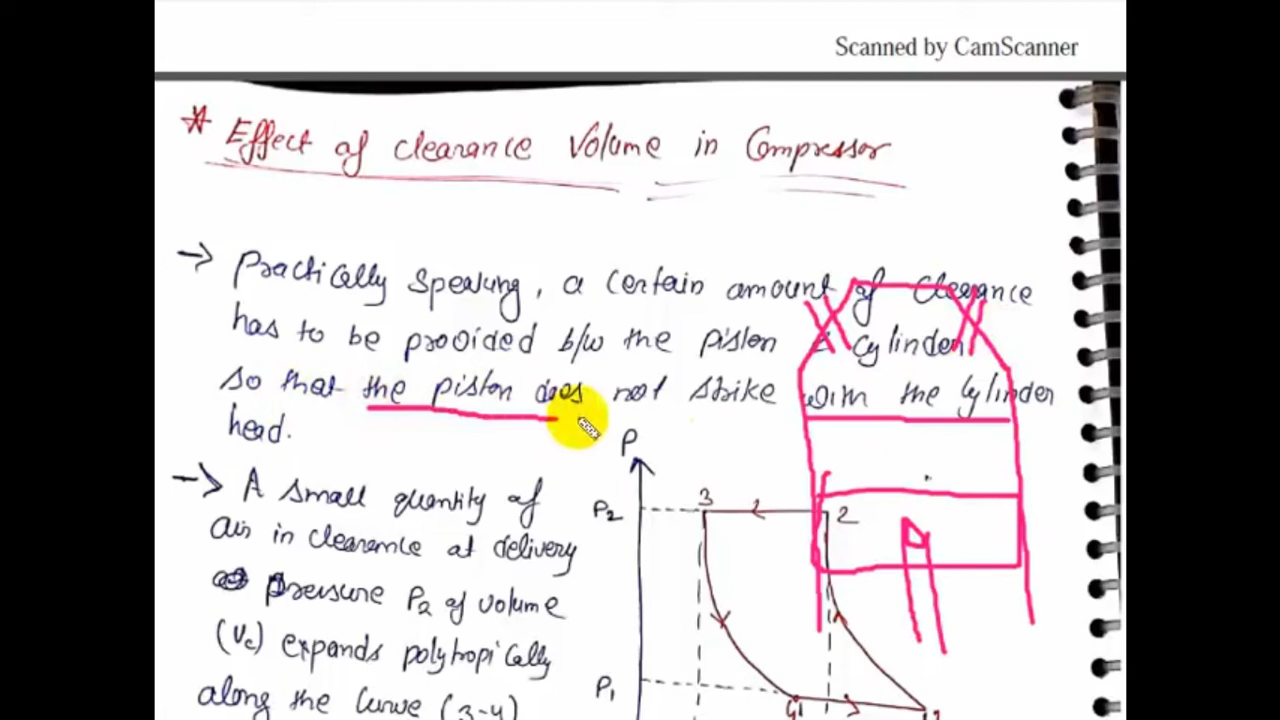 Scanned by CamScanner
* Effect of clearance Volume in Compressor
→ Practically speaking, a certain amount of clearance
has to be provided b/w the piston & cylinder
so that the piston does not strike with the cylinder
head.
→ A small quantity of
air in clearance at delivery
pressure P2 of volume
(Vc) expands polytropically
along the curve (3-4)
P
P2
3
2
P1
4
1